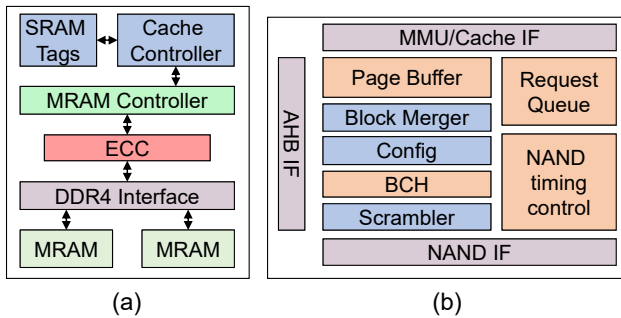 SRAM
Tags
Cache
Controller
MRAM Controller
ECC
DDR4 Interface
MRAM
MRAM
(a)
MMU/Cache IF
AHB IF
Page Buffer
Block Merger
Config
BCH
Scrambler
Request
Queue
NAND
timing
control
NAND IF
(b)